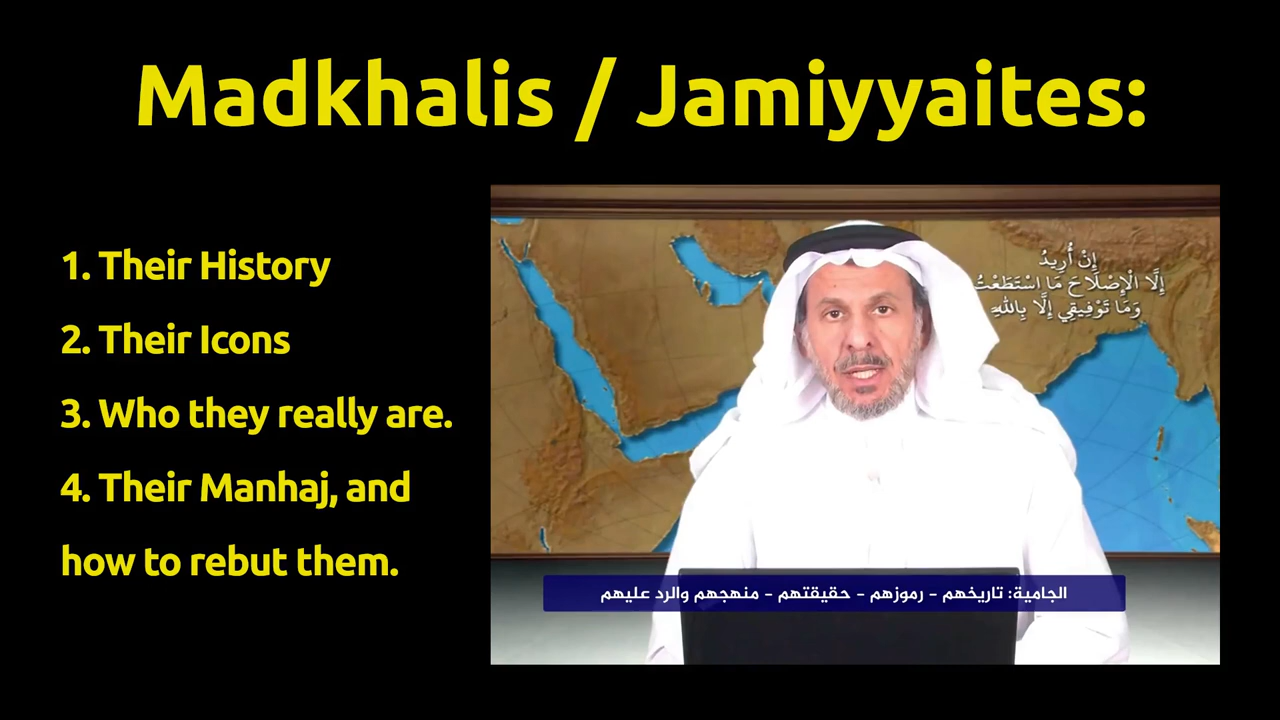 Madkhalis / Jamiyyaites:
1. Their History
2. Their Icons
3. Who they really are.
4. Their Manhaj, and
how to rebut them.
إِنْ أُرِيدُ
إِلَّا الْإِصْلَاحَ مَا اسْتَطَعْتُ
وَمَا تَوْفِيقِي إِلَّا بِاللَّهِ
الجامية: تاريخهم - رموزهم - حقيقتهم - منهجهم والرد عليهم